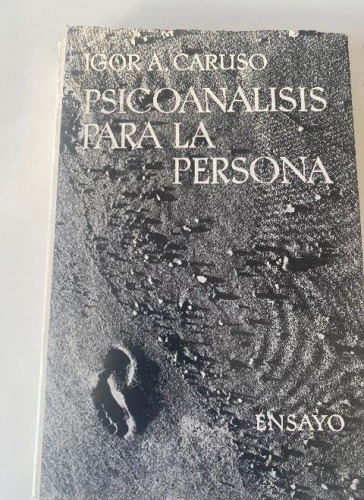 IGOR A. CARUSO
PSICOANALISIS
PARA LA
PERSONA
ENSAYO